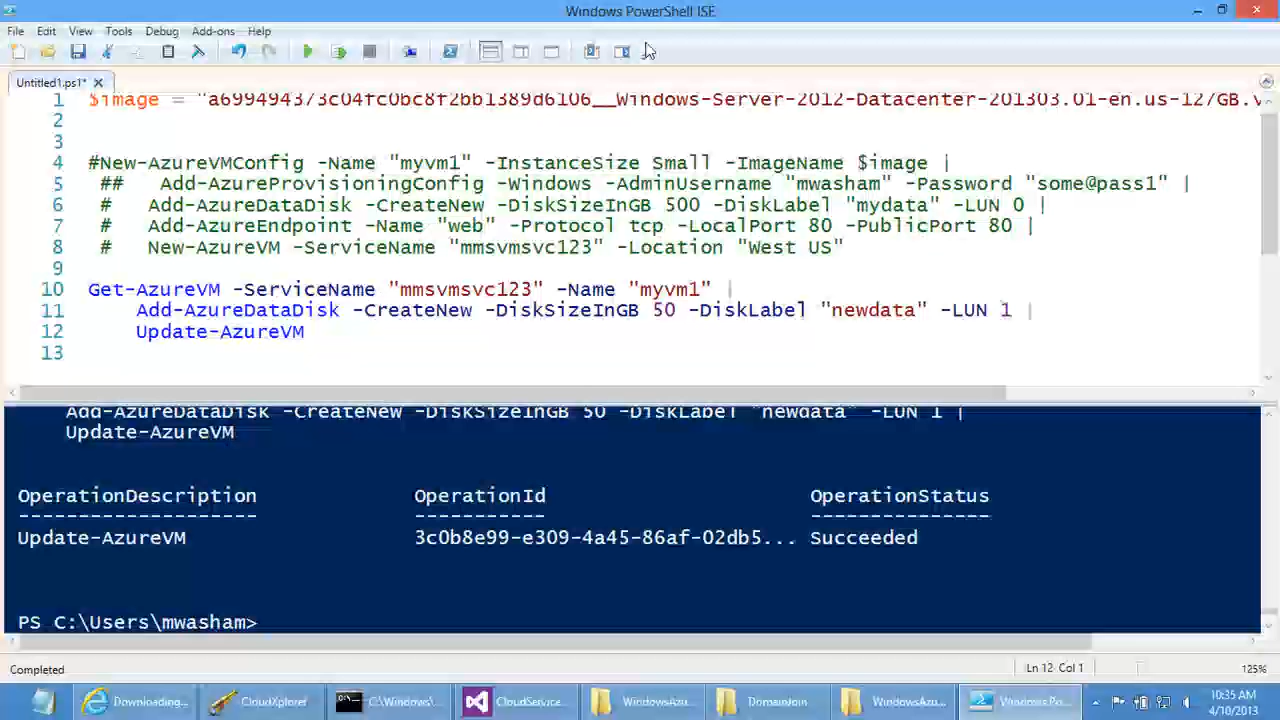 Windows PowerShell ISE
File Edit View Tools Debug Add-ons Help
Untitled1.ps1*
1 $image = "a699494373c04fc0bc8f2bb1389d6106__Windows-Server-2012-Datacenter-201303.01-en.us-127GB.v
2
3
4 #New-AzureVMConfig -Name "myvm1" -InstanceSize Small -ImageName $image |
5 ## Add-AzureProvisioningConfig -Windows -AdminUsername "mwasham" -Password "some@pass1" |
6 # Add-AzureDataDisk -CreateNew -DiskSizeInGB 500 -DiskLabel "mydata" -LUN 0 |
7 # Add-AzureEndpoint -Name "web" -Protocol tcp -LocalPort 80 -PublicPort 80 |
8 # New-AzureVM -ServiceName "mmsvmsvc123" -Location "West US"
9
10 Get-AzureVM -ServiceName "mmsvmsvc123" -Name "myvm1" |
11 Add-AzureDataDisk -CreateNew -DiskSizeInGB 50 -DiskLabel "newdata" -LUN 1 |
12 Update-AzureVM
13
Add-AzureDataDisk -CreateNew -DiskSizeInGB 50 -DiskLabel "newdata" -LUN 1 |
Update-AzureVM
OperationDescription OperationId OperationStatus
-------------------- ----------- ---------------
Update-AzureVM 3c0b8e99-e309-4a45-86af-02db5... Succeeded
PS C:\Users\mwasham>
Completed Ln 12 Col 1 125%
Downloading... CloudXplorer C:\Windows\... CloudService... WindowsAzu... DomainJoin WindowsAzu... Windows Po... 10:35 AM
4/10/2013